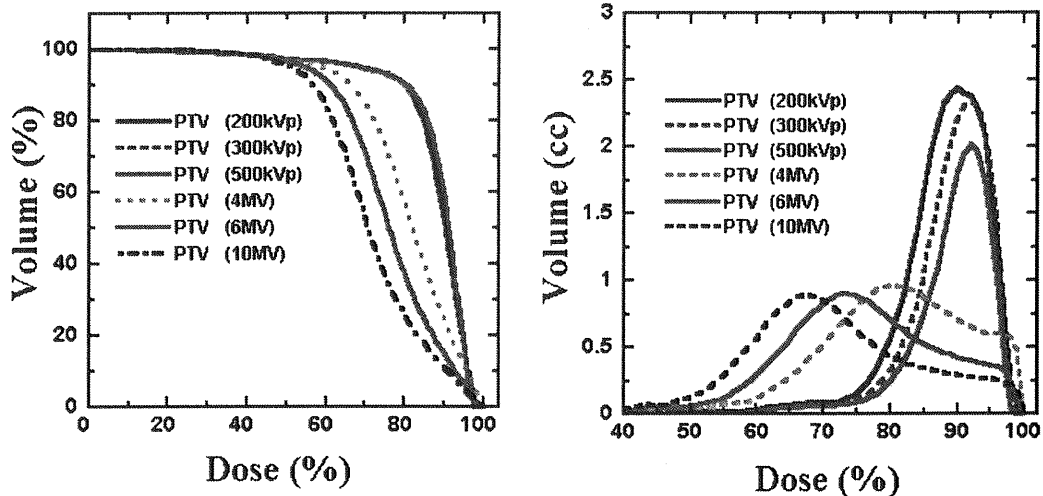 100
80
60
40
20
0
Volume (%)
PTV (200kVp)
PTV (300kVp)
PTV (500kVp)
PTV (4MV)
PTV (6MV)
PTV (10MV)
0 20 40 60 80 100
Dose (%)
3
2.5
2
1.5
1
0.5
0
Volume (cc)
PTV (200kVp)
PTV (300kVp)
PTV (500kVp)
PTV (4MV)
PTV (6MV)
PTV (10MV)
40 50 60 70 80 90 100
Dose (%)